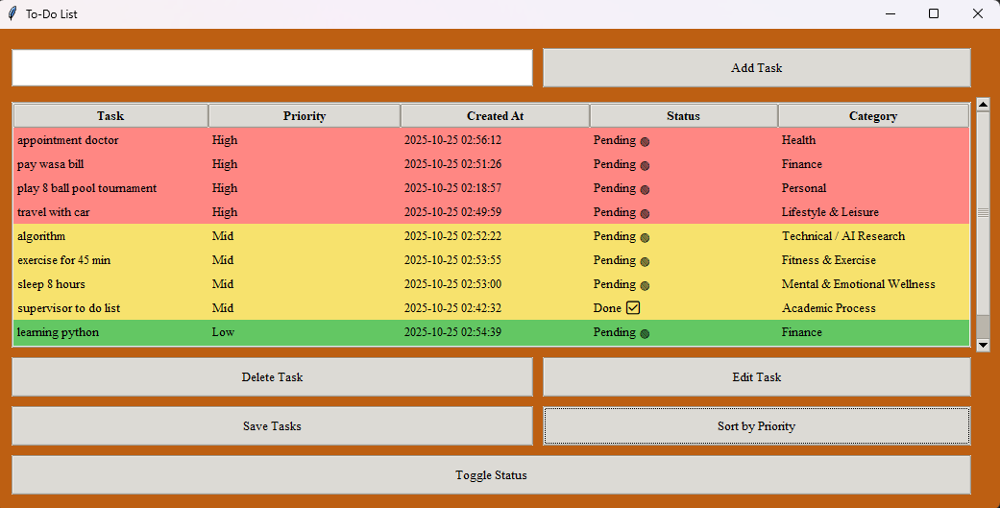 To-Do List
Add Task
Task Priority Created At Status Category
appointment doctor High 2025-10-25 02:56:12 Pending Health
pay wasa bill High 2025-10-25 02:51:26 Pending Finance
play 8 ball pool tournament High 2025-10-25 02:18:57 Pending Personal
travel with car High 2025-10-25 02:49:59 Pending Lifestyle & Leisure
algorithm Mid 2025-10-25 02:52:22 Pending Technical / AI Research
exercise for 45 min Mid 2025-10-25 02:53:55 Pending Fitness & Exercise
sleep 8 hours Mid 2025-10-25 02:53:00 Pending Mental & Emotional Wellness
supervisor to do list Mid 2025-10-25 02:42:32 Done Academic Process
learning python Low 2025-10-25 02:54:39 Pending Finance
Delete Task Edit Task
Save Tasks Sort by Priority
Toggle Status